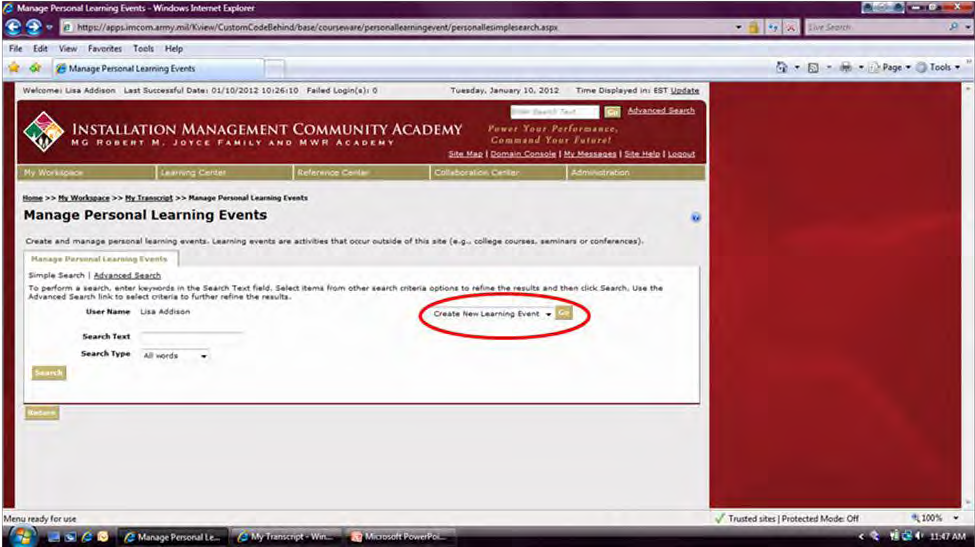 Manage Personal Learning Events - Windows Internet Explorer
https://apps.imcom.army.mil/Kview/CustomCodeBehind/base/courseware/personallearningevent/personallesimplesearch.aspx
Live Search
File Edit View Favorites Tools Help
Manage Personal Learning Events
Page Tools
Welcome: Lisa Addison Last Successful Date: 01/10/2012 10:26:10 Failed Login(s): 0 Tuesday, January 10, 2012 Time Displayed in: EST Update
Enter Search Text Go Advanced Search
INSTALLATION MANAGEMENT COMMUNITY ACADEMY
MG ROBERT M. JOYCE FAMILY AND MWR ACADEMY
Power Your Performance,
Command Your Future!
Site Map | Domain Console | My Messages | Site Help | Logout
My Workspace Learning Center Reference Center Collaboration Center Administration
Home >> My Workspace >> My Transcript >> Manage Personal Learning Events
Manage Personal Learning Events
Create and manage personal learning events. Learning events are activities that occur outside of this site (e.g., college courses, seminars or conferences).
Manage Personal Learning Events
Simple Search | Advanced Search
To perform a search, enter keywords in the Search Text field. Select items from other search criteria options to refine the results and then click Search. Use the
Advanced Search link to select criteria to further refine the results.
User Name Lisa Addison
Create New Learning Event Go
Search Text
Search Type All words
Search
Return
Menu ready for use
Trusted sites | Protected Mode: Off 100%
Manage Personal Le... My Transcript - Win... Microsoft PowerPoi...
11:47 AM